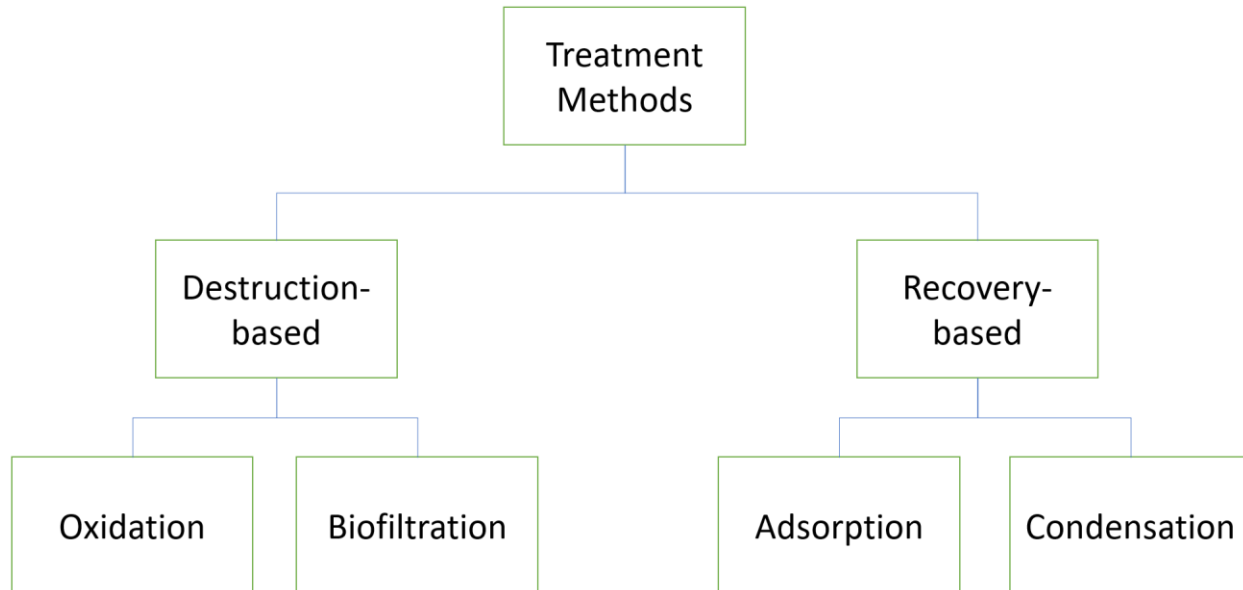 Treatment
Methods
Destruction-
based
Recovery-
based
Oxidation
Biofiltration
Adsorption
Condensation